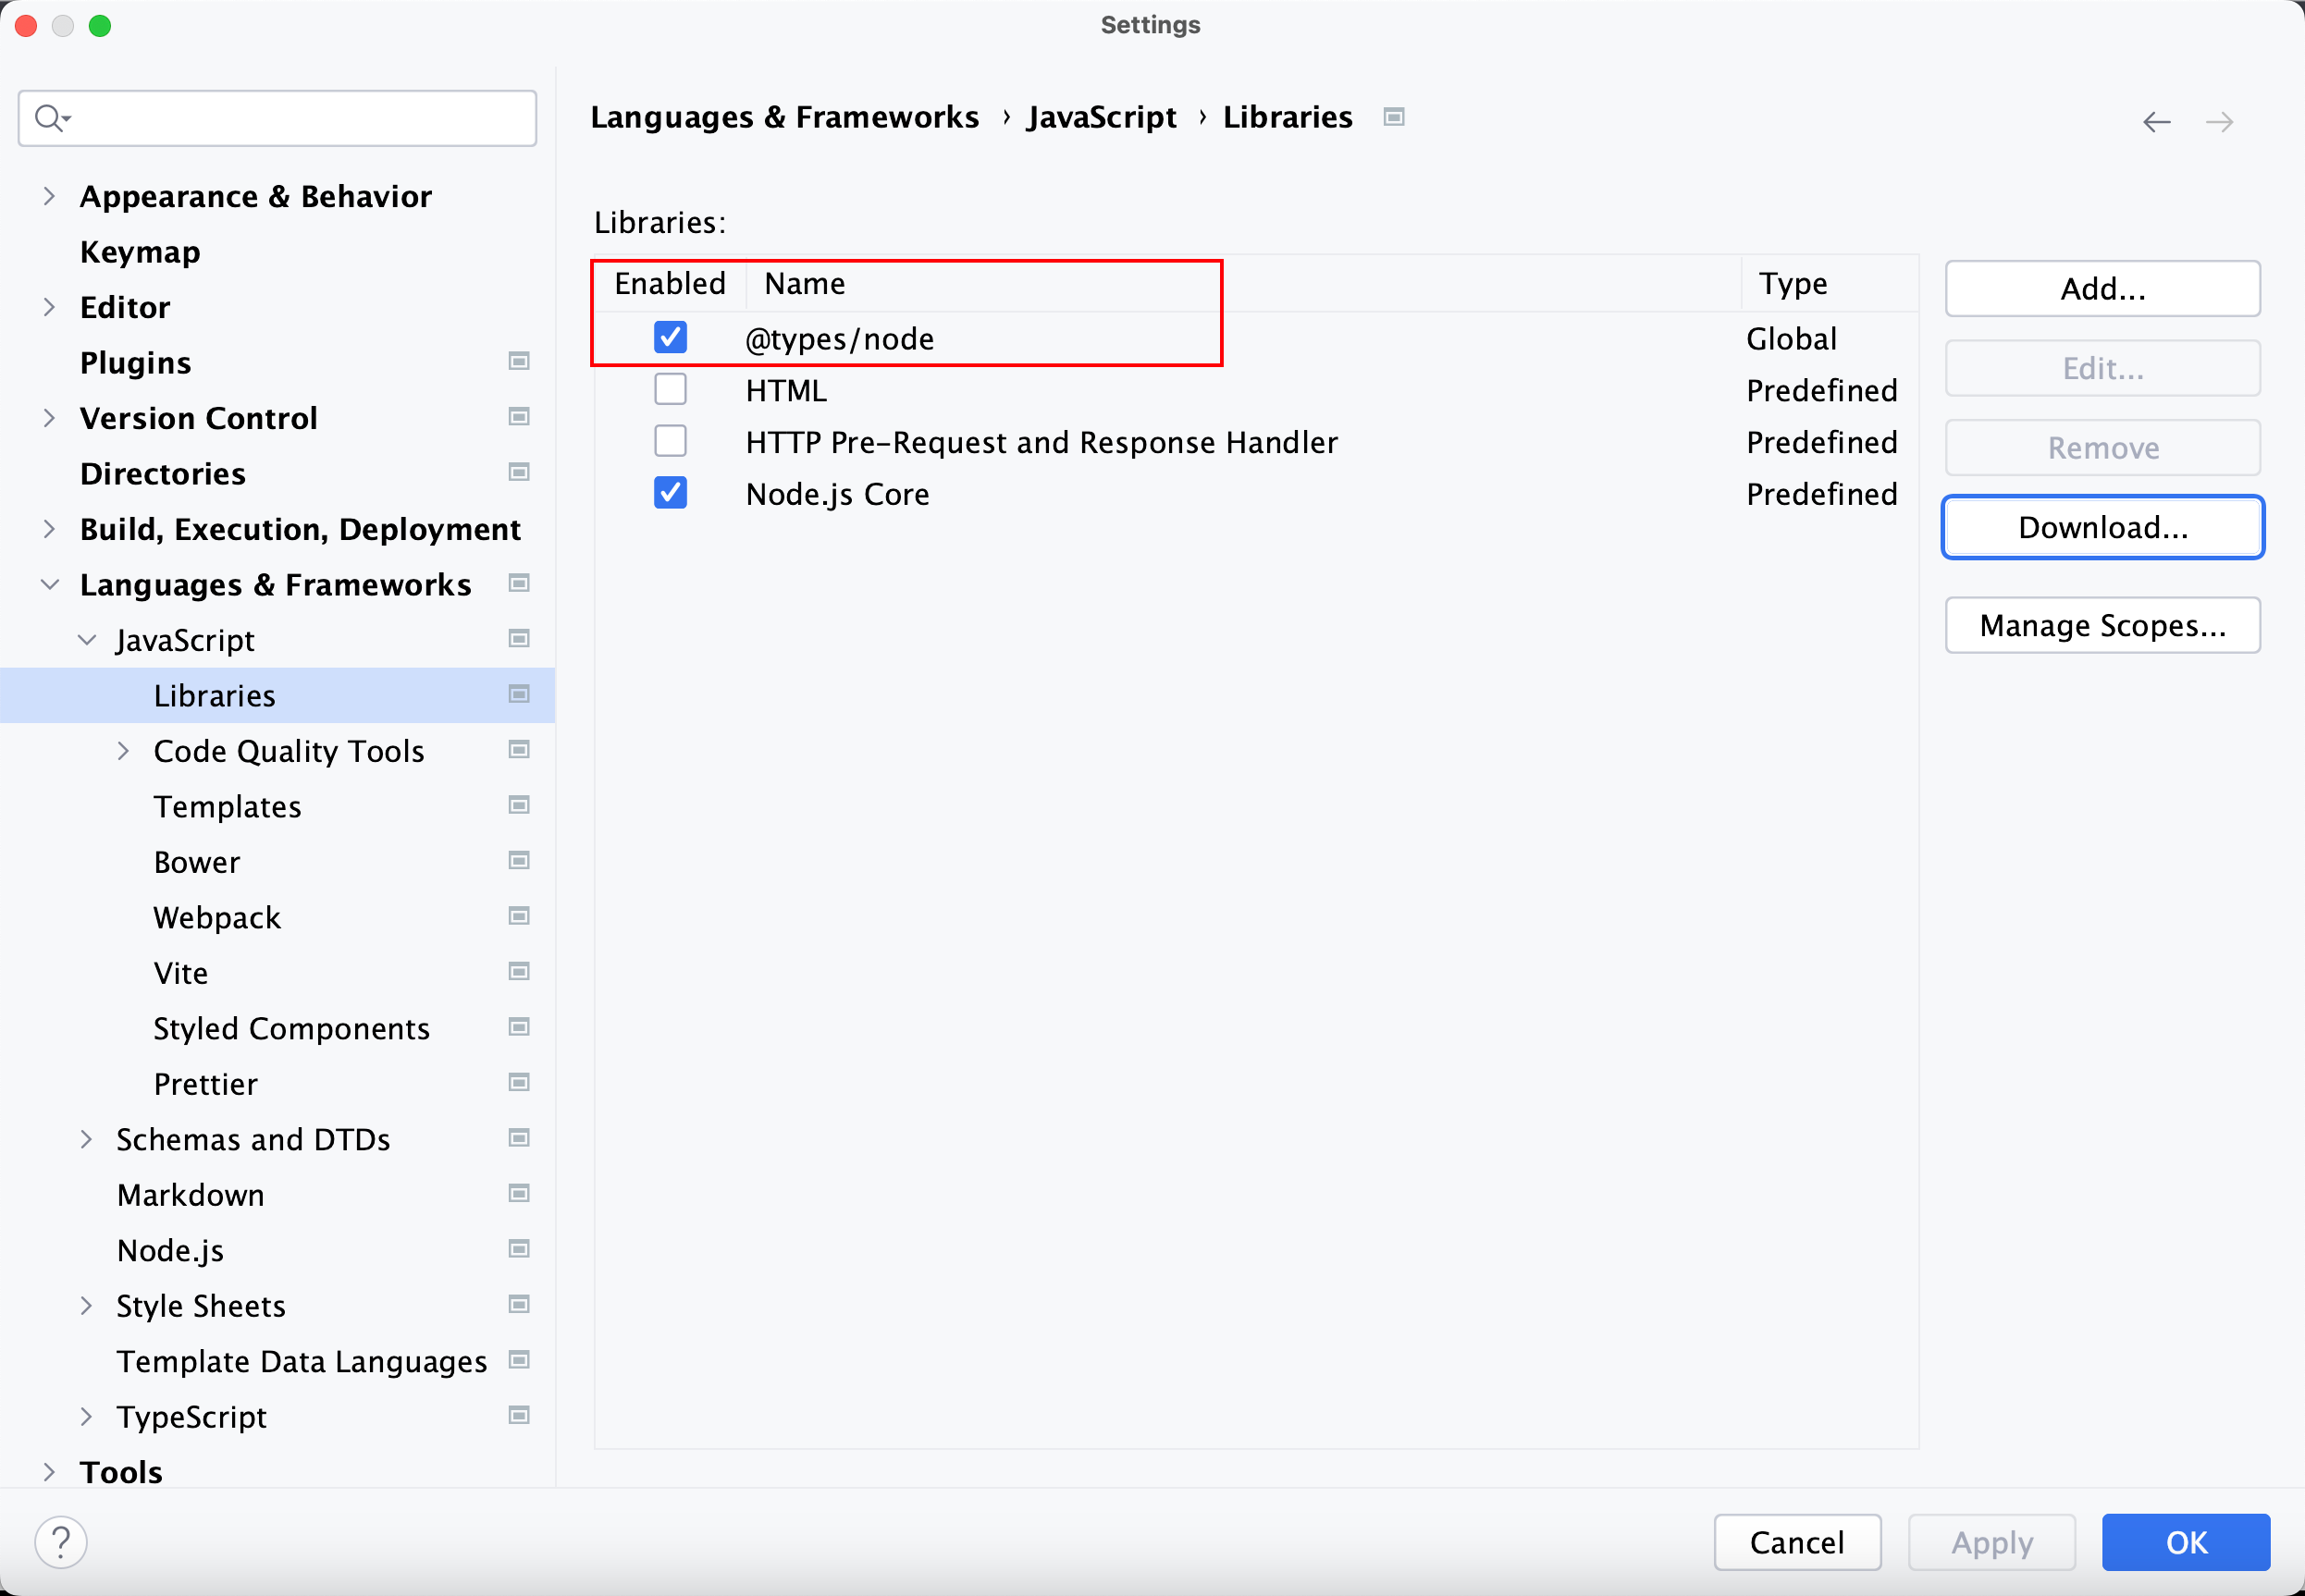 Settings
Languages & Frameworks › JavaScript › Libraries
Appearance & Behavior
Keymap
Editor
Plugins
Version Control
Directories
Build, Execution, Deployment
Languages & Frameworks
JavaScript
Libraries
Code Quality Tools
Templates
Bower
Webpack
Vite
Styled Components
Prettier
Schemas and DTDs
Markdown
Node.js
Style Sheets
Template Data Languages
TypeScript
Tools
Libraries:
Enabled Name Type
@types/node Global
HTML Predefined
HTTP Pre-Request and Response Handler Predefined
Node.js Core Predefined
Add...
Edit...
Remove
Download...
Manage Scopes...
?
Cancel Apply OK